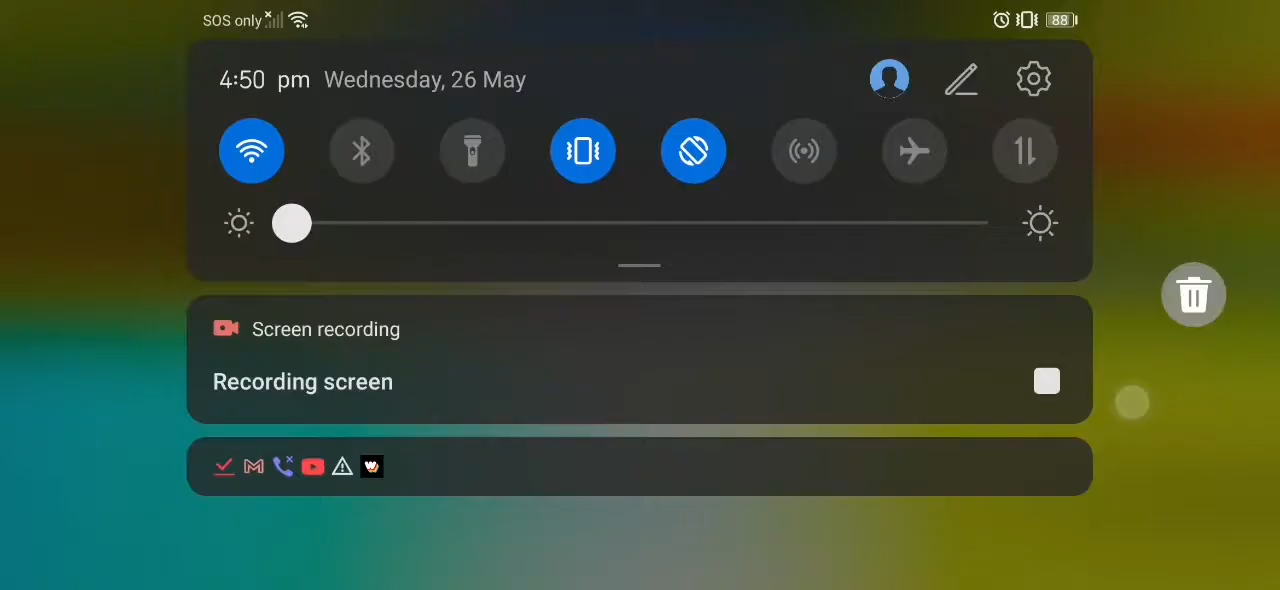 SOS only
88
4:50 pm Wednesday, 26 May
Screen recording
Recording screen